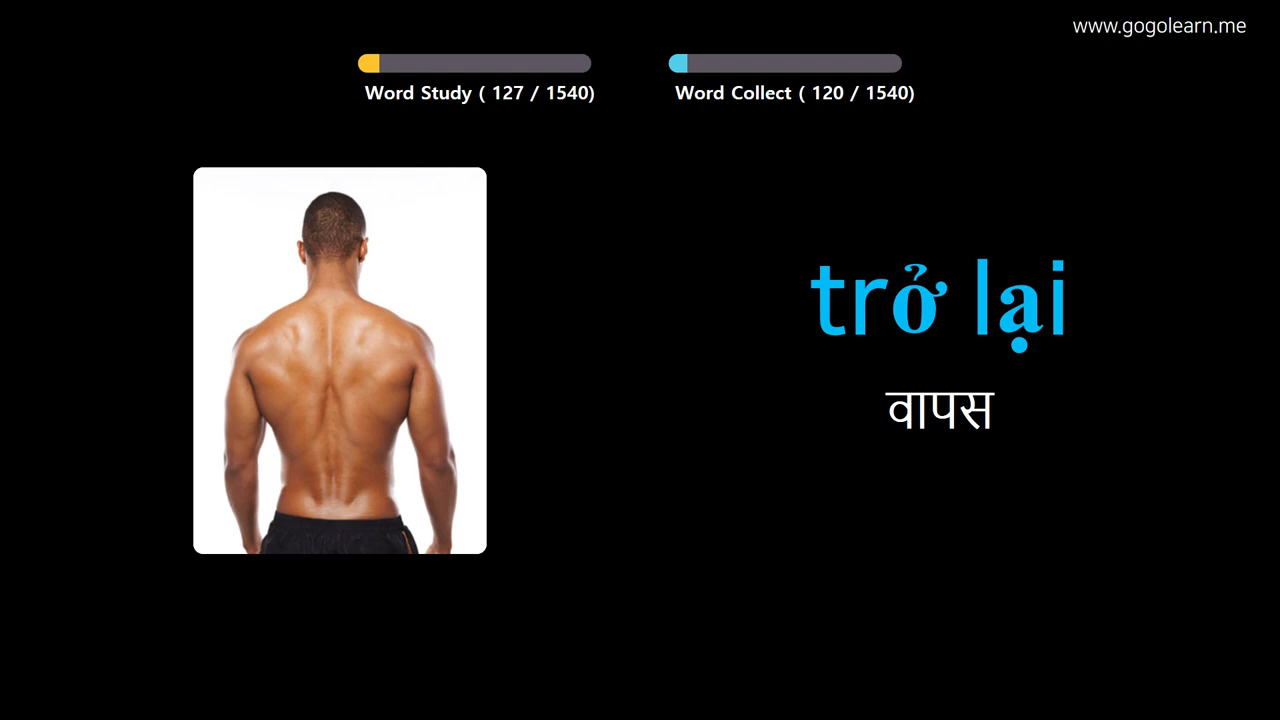 www.gogolearn.me
Word Study ( 127 / 1540)
Word Collect ( 120 / 1540)
trở lại
वापस